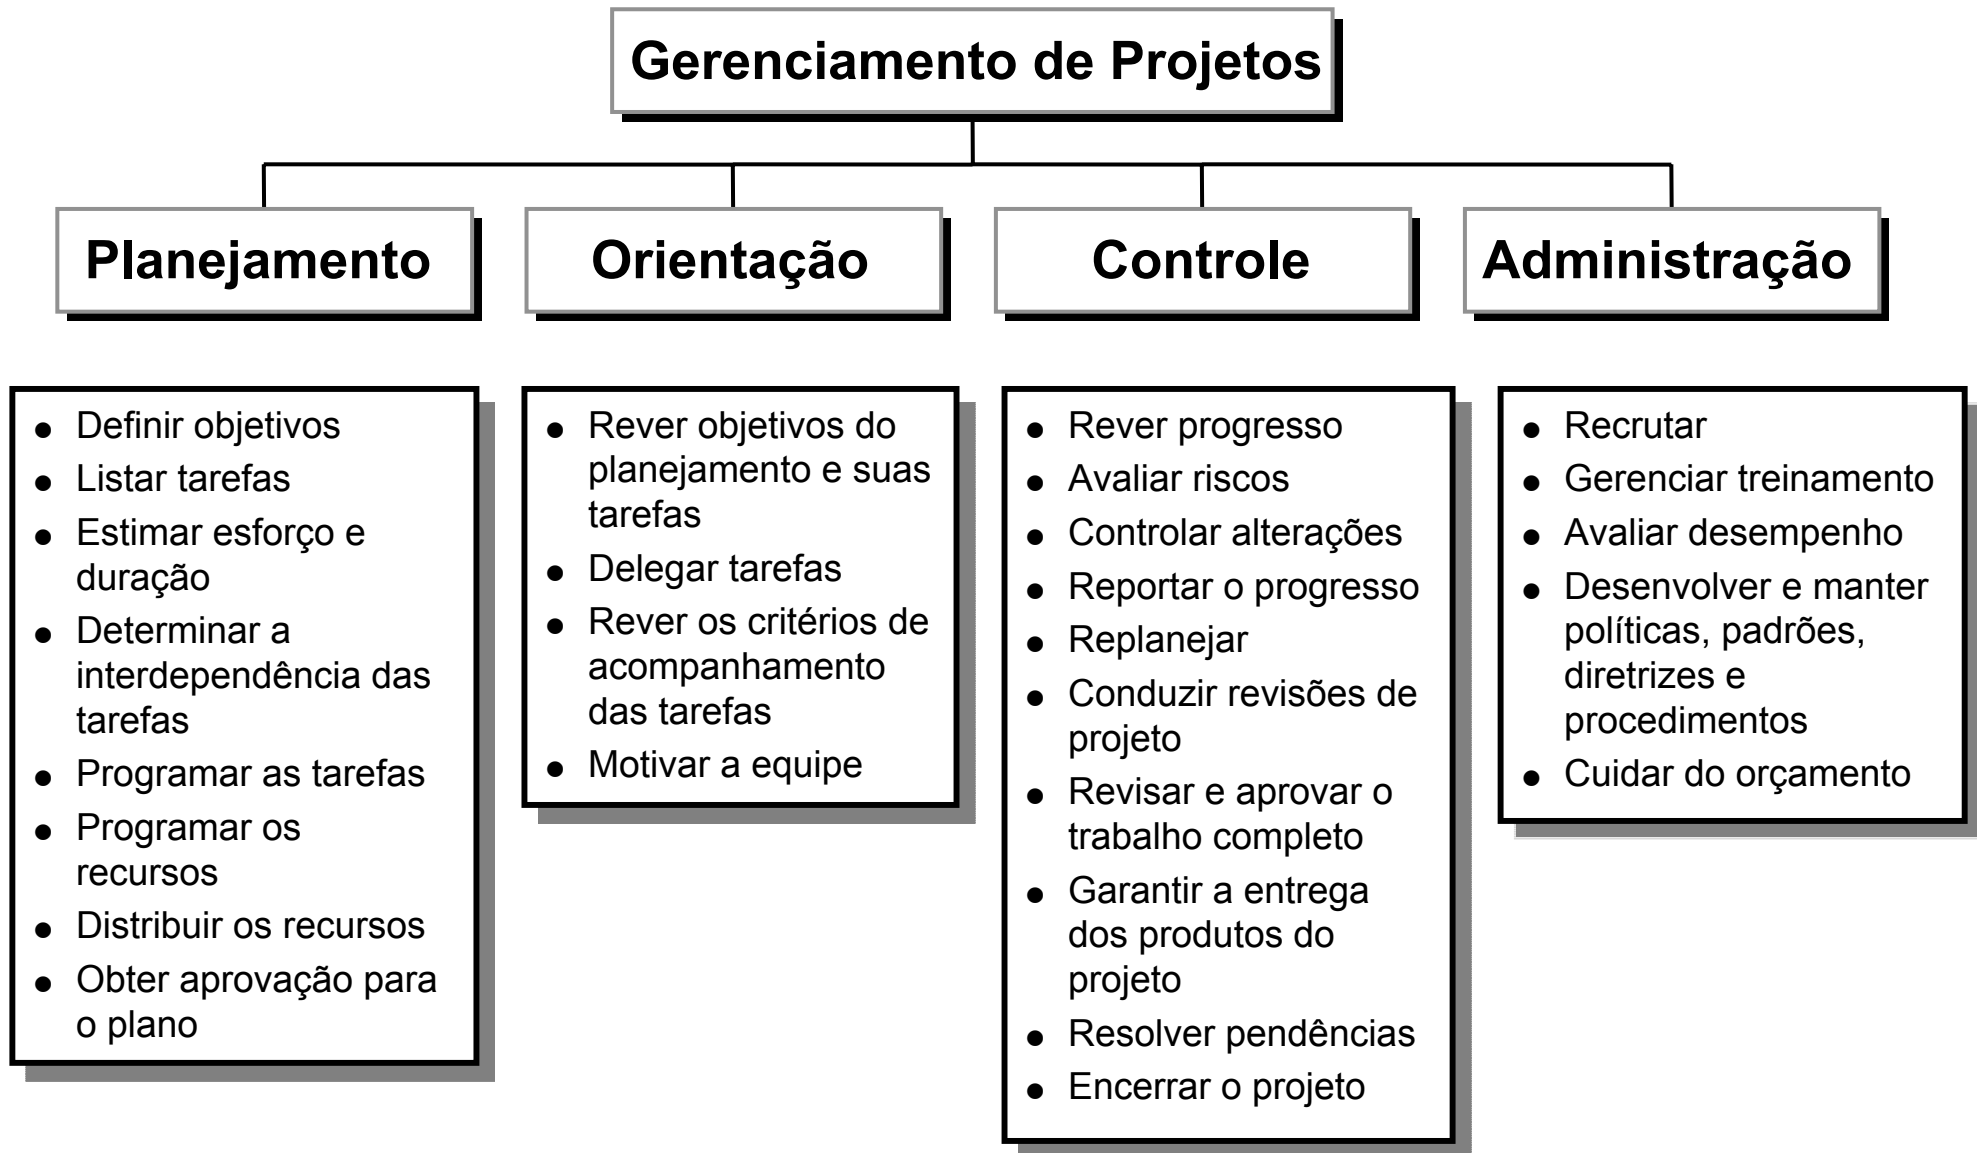 Gerenciamento de Projetos
Planejamento
Orientação
Controle
Administração
● Definir objetivos
● Listar tarefas
● Estimar esforço e
duração
● Determinar a
interdependência das
tarefas
● Programar as tarefas
● Programar os
recursos
● Distribuir os recursos
● Obter aprovação para
o plano
● Rever objetivos do
planejamento e suas
tarefas
● Delegar tarefas
● Rever os critérios de
acompanhamento
das tarefas
● Motivar a equipe
● Rever progresso
● Avaliar riscos
● Controlar alterações
● Reportar o progresso
● Replanejar
● Conduzir revisões de
projeto
● Revisar e aprovar o
trabalho completo
● Garantir a entrega
dos produtos do
projeto
● Resolver pendências
● Encerrar o projeto
● Recrutar
● Gerenciar treinamento
● Avaliar desempenho
● Desenvolver e manter
políticas, padrões,
diretrizes e
procedimentos
● Cuidar do orçamento